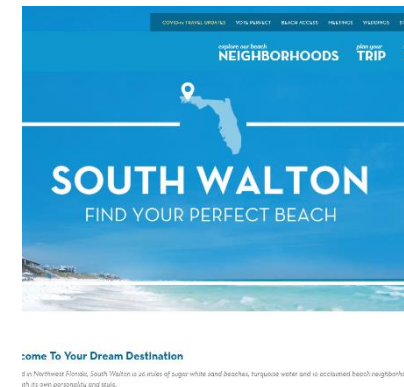 COVID-19 TRAVEL UPDATES VOTE PERFECT BEACH ACCESS MEETINGS WEDDINGS
explore our beach
NEIGHBORHOODS
plan your
TRIP
SOUTH WALTON
FIND YOUR PERFECT BEACH
come To Your Dream Destination
d in Northwest Florida, South Walton is 26 miles of sugar white sand beaches, turquoise water and 16 acclaimed beach neighborho
th its own personality and style.